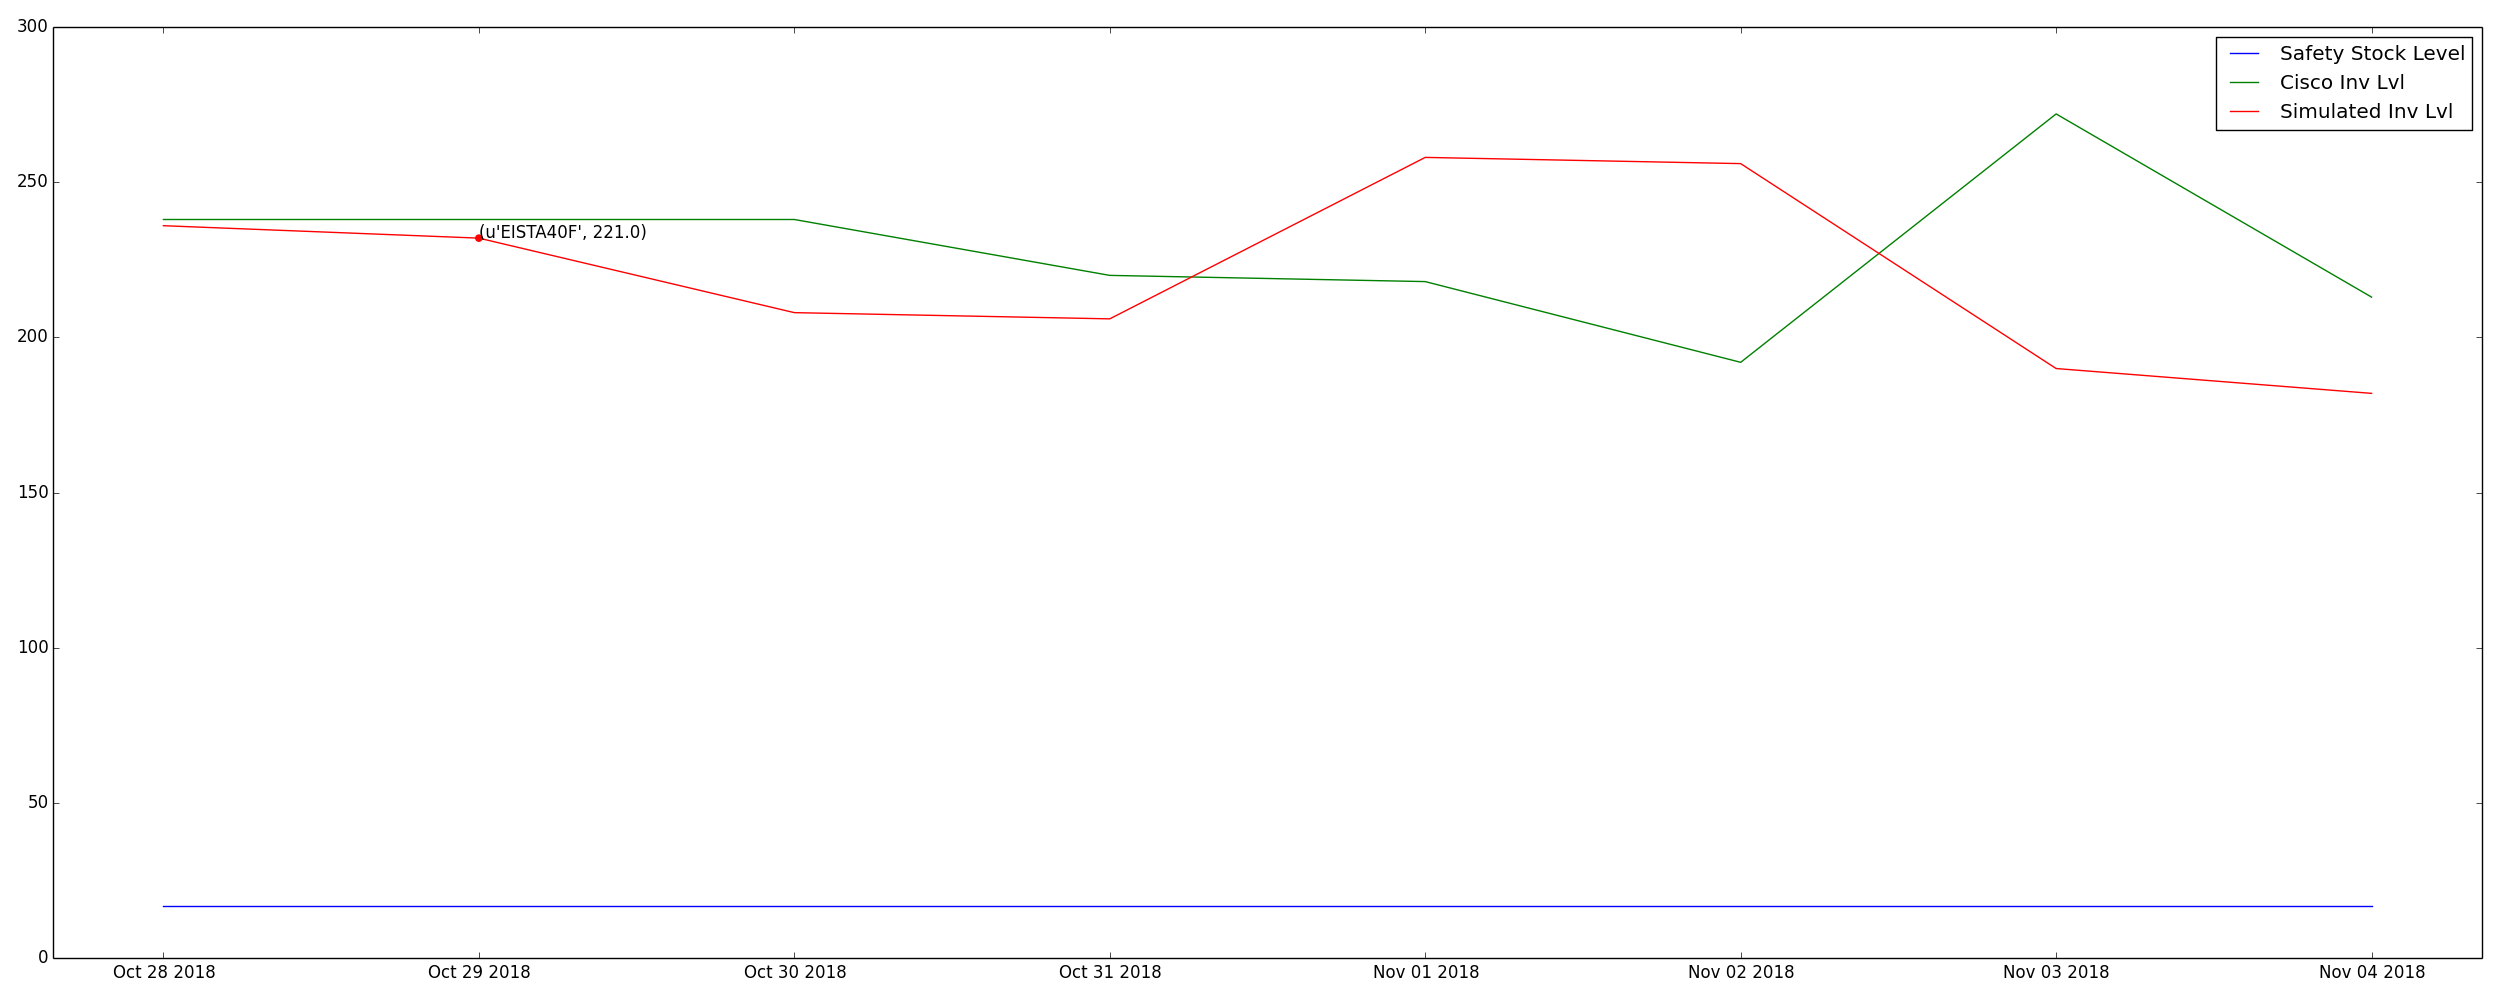 300
Safety Stock Level
Cisco Inv Lvl
Simulated Inv Lvl
250
(u'EISTA40F', 221.0)
200
150
100
50
0
Oct 28 2018 Oct 29 2018 Oct 30 2018 Oct 31 2018 Nov 01 2018 Nov 02 2018 Nov 03 2018 Nov 04 2018